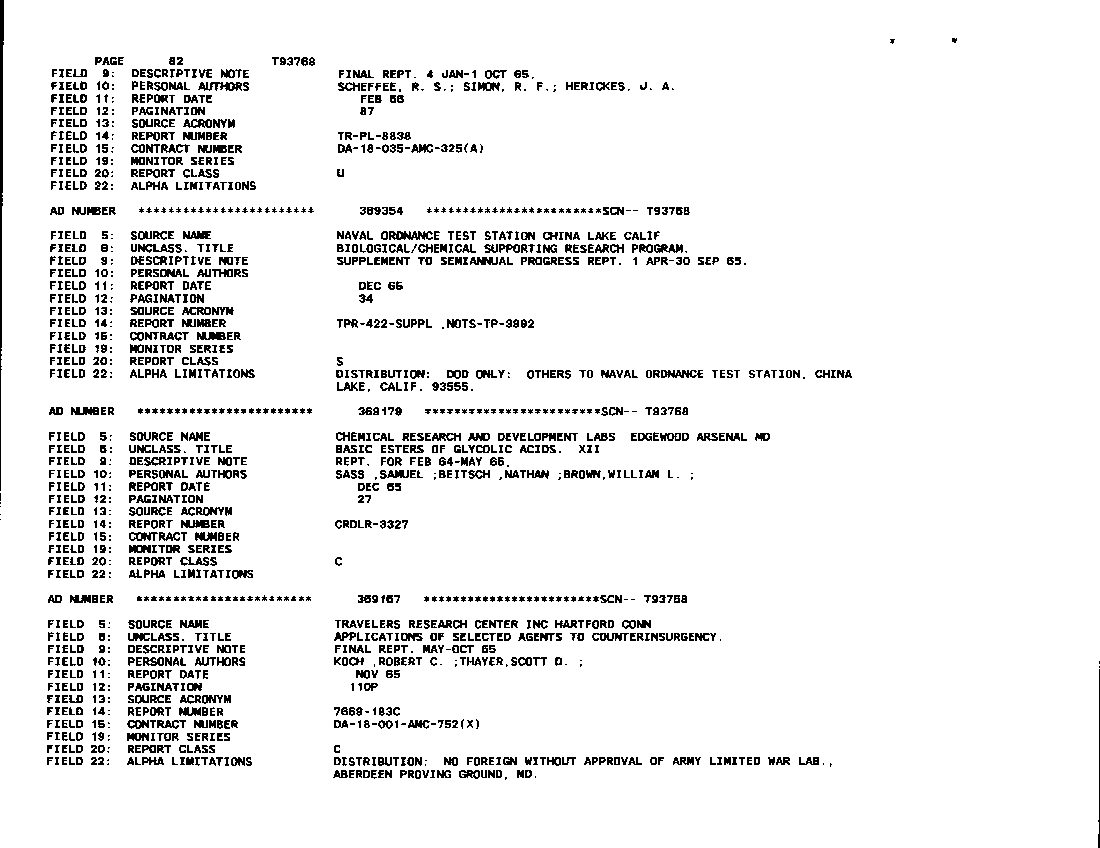 PAGE 82 T93768
FIELD 9: DESCRIPTIVE NOTE FINAL REPT. 4 JAN-1 OCT 65.
FIELD 10: PERSONAL AUTHORS SCHEFFEE, R. S.; SIMON, R. F.; HERICKES, J. A.
FIELD 11: REPORT DATE FEB 66
FIELD 12: PAGINATION 87
FIELD 13: SOURCE ACRONYM
FIELD 14: REPORT NUMBER TR-PL-8838
FIELD 15: CONTRACT NUMBER DA-18-035-AMC-325(A)
FIELD 19: MONITOR SERIES
FIELD 20: REPORT CLASS U
FIELD 22: ALPHA LIMITATIONS
AD NUMBER ************************ 369354 ************************SCN-- T93768
FIELD 5: SOURCE NAME NAVAL ORDNANCE TEST STATION CHINA LAKE CALIF
FIELD 6: UNCLASS. TITLE BIOLOGICAL/CHEMICAL SUPPORTING RESEARCH PROGRAM.
FIELD 9: DESCRIPTIVE NOTE SUPPLEMENT TO SEMIANNUAL PROGRESS REPT. 1 APR-30 SEP 65.
FIELD 10: PERSONAL AUTHORS
FIELD 11: REPORT DATE DEC 65
FIELD 12: PAGINATION 34
FIELD 13: SOURCE ACRONYM
FIELD 14: REPORT NUMBER TPR-422-SUPPL ,NOTS-TP-3992
FIELD 15: CONTRACT NUMBER
FIELD 19: MONITOR SERIES
FIELD 20: REPORT CLASS S
FIELD 22: ALPHA LIMITATIONS DISTRIBUTION: DOD ONLY: OTHERS TO NAVAL ORDNANCE TEST STATION, CHINA
LAKE, CALIF. 93555.
AD NUMBER ************************ 369179 ************************SCN-- T93768
FIELD 5: SOURCE NAME CHEMICAL RESEARCH AND DEVELOPMENT LABS EDGEWOOD ARSENAL MD
FIELD 6: UNCLASS. TITLE BASIC ESTERS OF GLYCOLIC ACIDS. XII
FIELD 9: DESCRIPTIVE NOTE REPT. FOR FEB 64-MAY 65.
FIELD 10: PERSONAL AUTHORS SASS ,SAMUEL ;BEITSCH ,NATHAN ;BROWN,WILLIAM L. ;
FIELD 11: REPORT DATE DEC 65
FIELD 12: PAGINATION 27
FIELD 13: SOURCE ACRONYM
FIELD 14: REPORT NUMBER CRDLR-3327
FIELD 15: CONTRACT NUMBER
FIELD 19: MONITOR SERIES
FIELD 20: REPORT CLASS C
FIELD 22: ALPHA LIMITATIONS
AD NUMBER ************************ 369167 ************************SCN-- T93768
FIELD 5: SOURCE NAME TRAVELERS RESEARCH CENTER INC HARTFORD CONN
FIELD 6: UNCLASS. TITLE APPLICATIONS OF SELECTED AGENTS TO COUNTERINSURGENCY.
FIELD 9: DESCRIPTIVE NOTE FINAL REPT. MAY-OCT 65
FIELD 10: PERSONAL AUTHORS KOCH ,ROBERT C. ;THAYER,SCOTT D. ;
FIELD 11: REPORT DATE NOV 65
FIELD 12: PAGINATION 110P
FIELD 13: SOURCE ACRONYM
FIELD 14: REPORT NUMBER 7669-183C
FIELD 15: CONTRACT NUMBER DA-18-001-AMC-752(X)
FIELD 19: MONITOR SERIES
FIELD 20: REPORT CLASS C
FIELD 22: ALPHA LIMITATIONS DISTRIBUTION: NO FOREIGN WITHOUT APPROVAL OF ARMY LIMITED WAR LAB.,
ABERDEEN PROVING GROUND, MD.